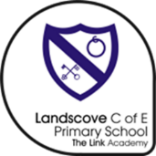 Landscove C of E
Primary School
The Link Academy